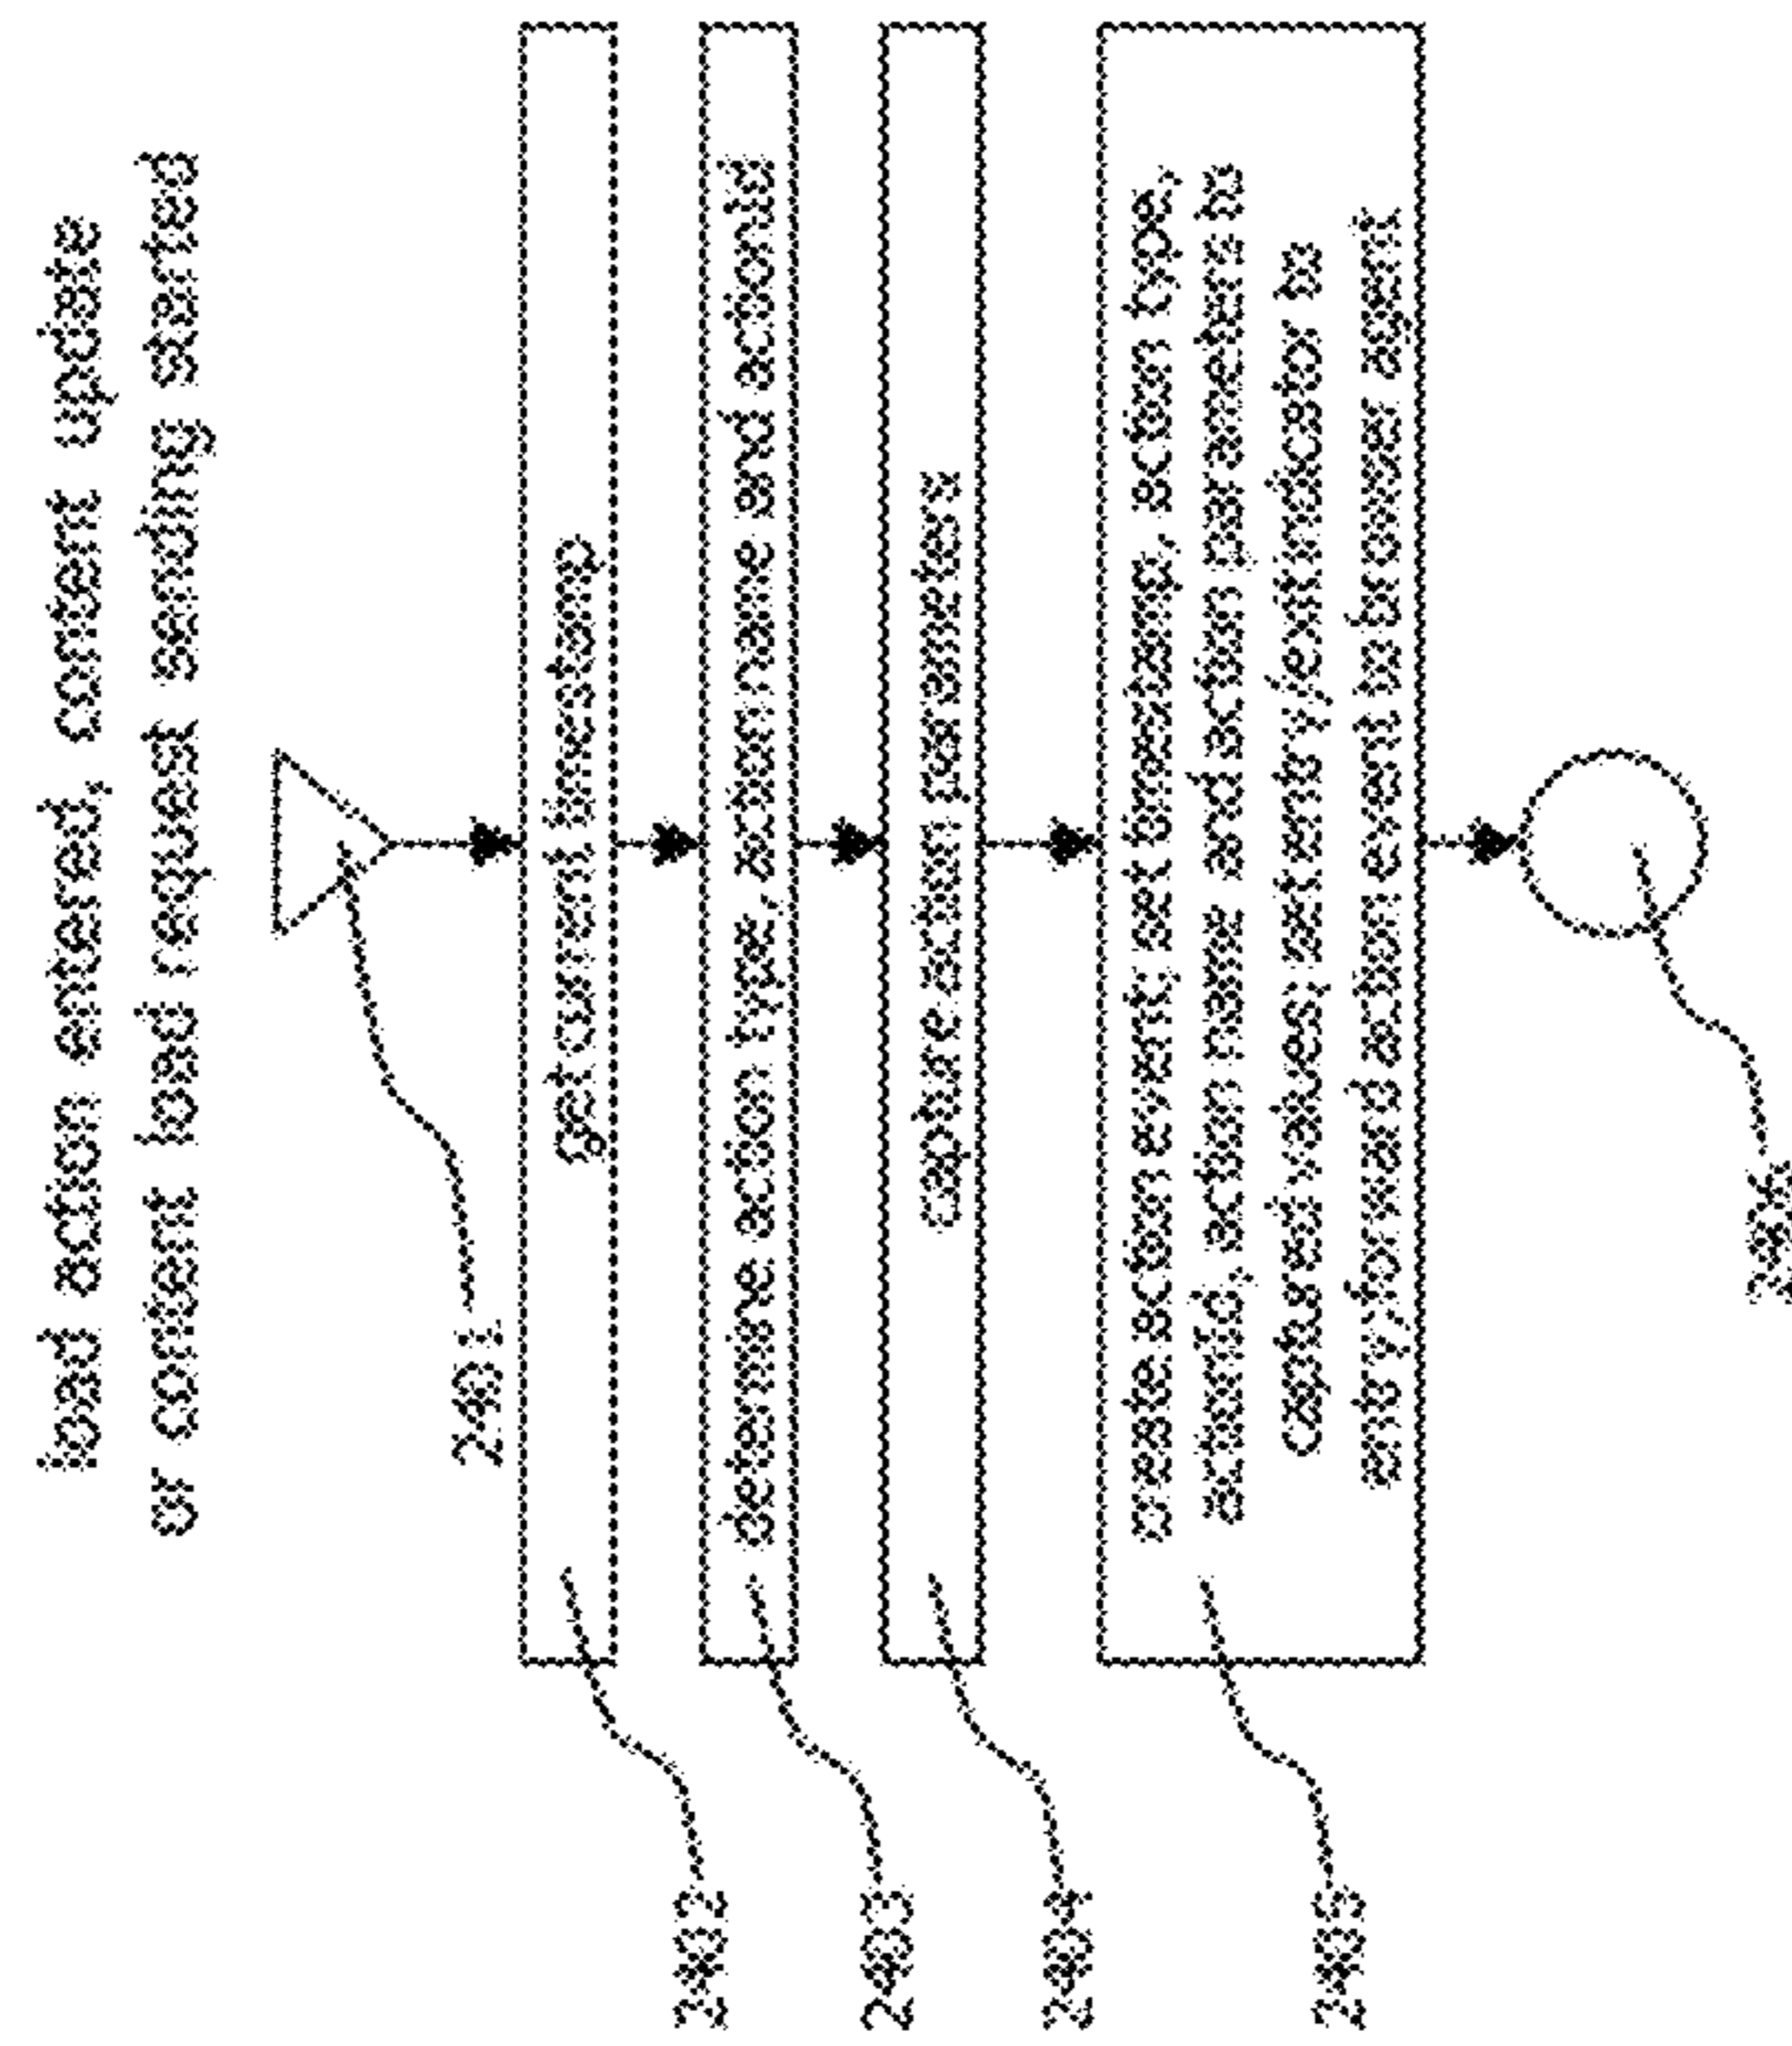 load action entered, content update
or content load request sending started
2401
get current timestamp
2402
determine action type, action name and actionId
2403
capture action parametes
2404
create action event; set timestamp, action type,
actionId, action name and action parameters to
captured values; set entry/exit indicator to
entry,forward action event to browser agent
2405
2406